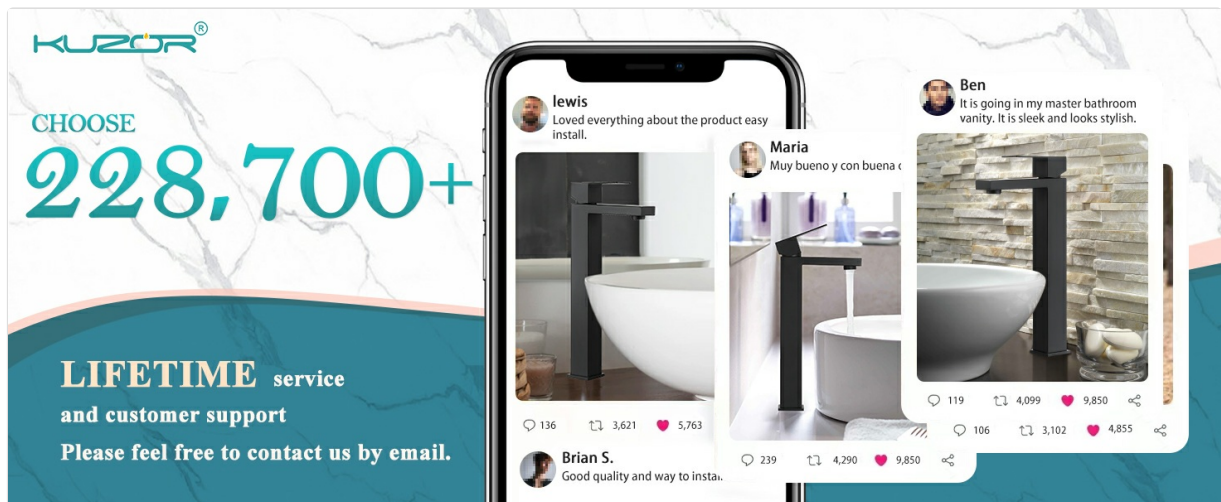 KUZOR®
CHOOSE
228,700+
LIFETIME service
and customer support
Please feel free to contact us by email.
lewis
Loved everything about the product easy
install.
136 3,621 5,763
Brian S.
Good quality and way to
Maria
Muy bueno y con buena
239 4,290 9,850
Ben
It is going in my master bathroom
vanity. It is sleek and looks stylish.
119 4,099 9,850
106 3,102 4,855